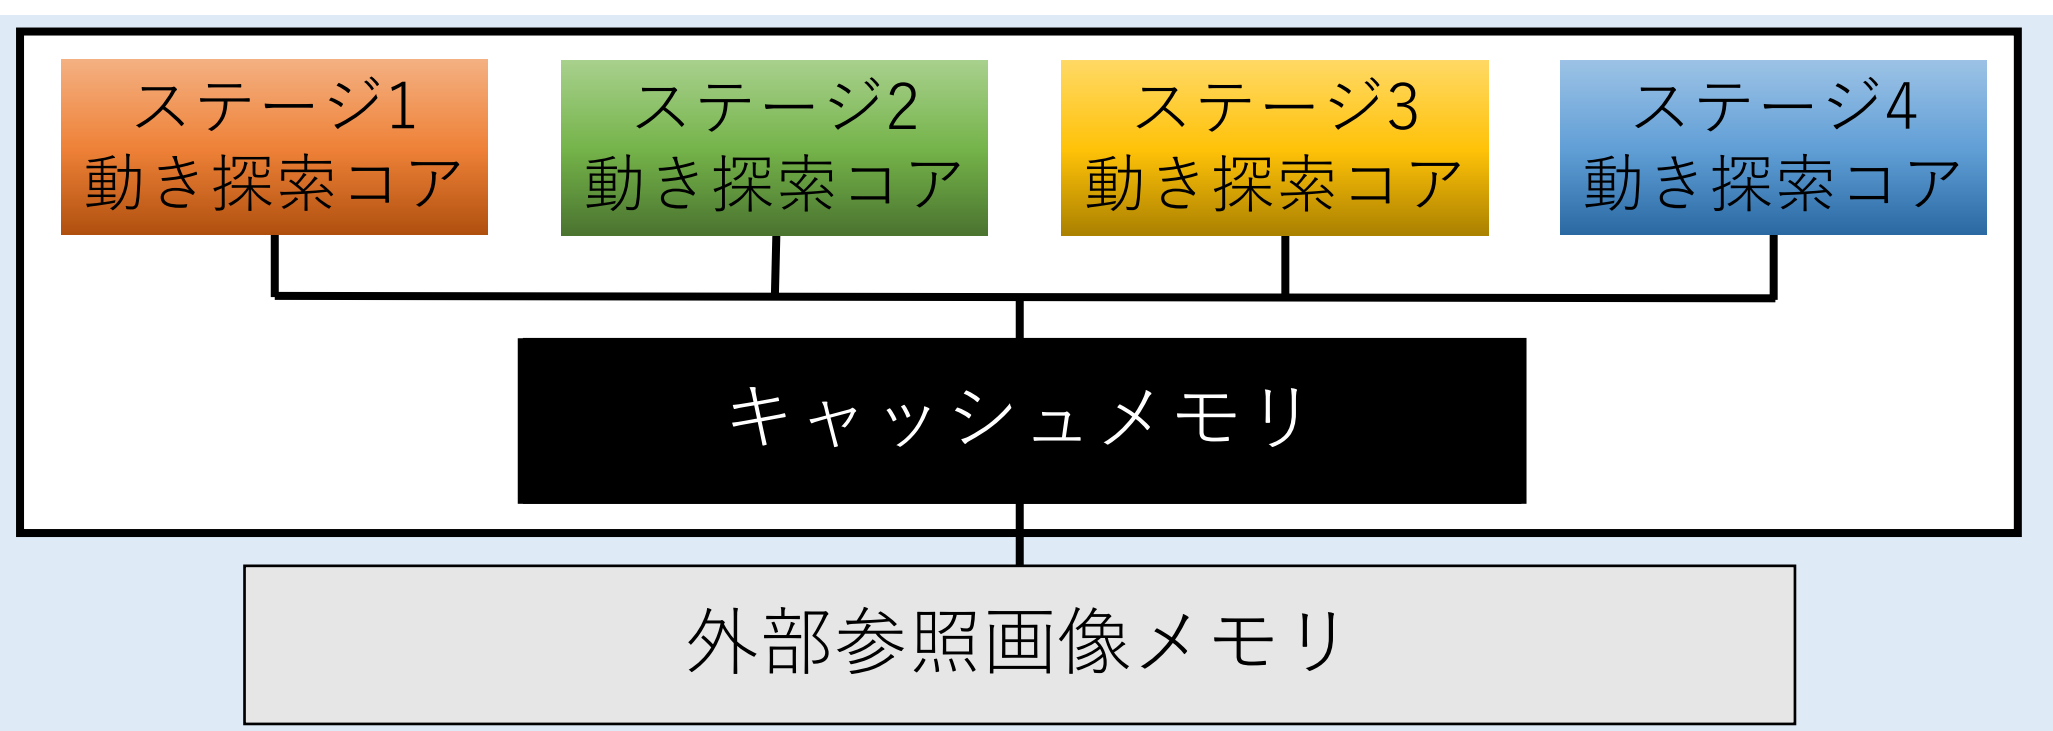 ステージ1
動き探索コア
ステージ2
動き探索コア
ステージ3
動き探索コア
ステージ4
動き探索コア
キャッシュメモリ
外部参照画像メモリ